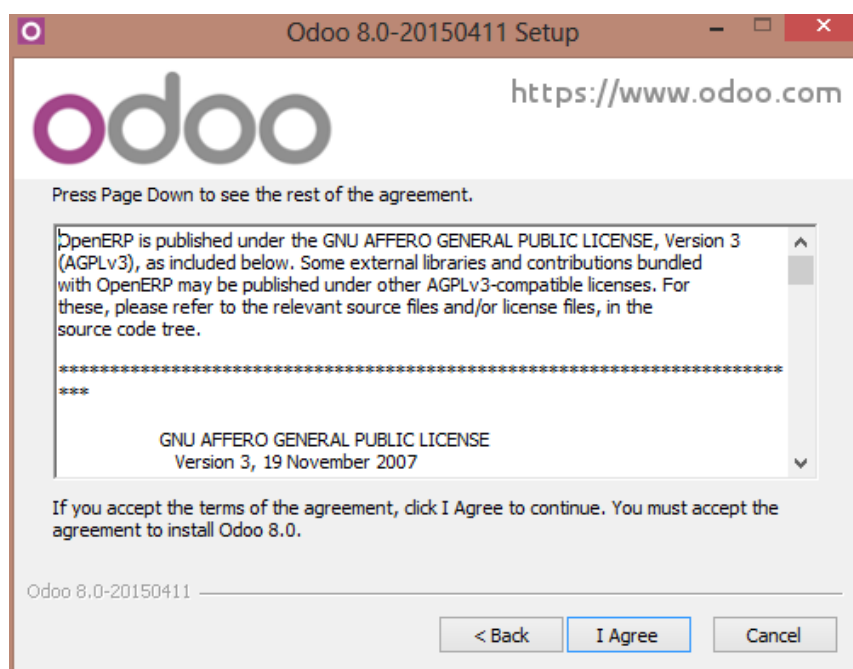 Odoo 8.0-20150411 Setup
odoo
https://www.odoo.com
Press Page Down to see the rest of the agreement.
OpenERP is published under the GNU AFFERO GENERAL PUBLIC LICENSE, Version 3
(AGPLv3), as included below. Some external libraries and contributions bundled
with OpenERP may be published under other AGPLv3-compatible licenses. For
these, please refer to the relevant source files and/or license files, in the
source code tree.
**************************************************************************
***
GNU AFFERO GENERAL PUBLIC LICENSE
Version 3, 19 November 2007
If you accept the terms of the agreement, click I Agree to continue. You must accept the
agreement to install Odoo 8.0.
Odoo 8.0-20150411
< Back I Agree Cancel